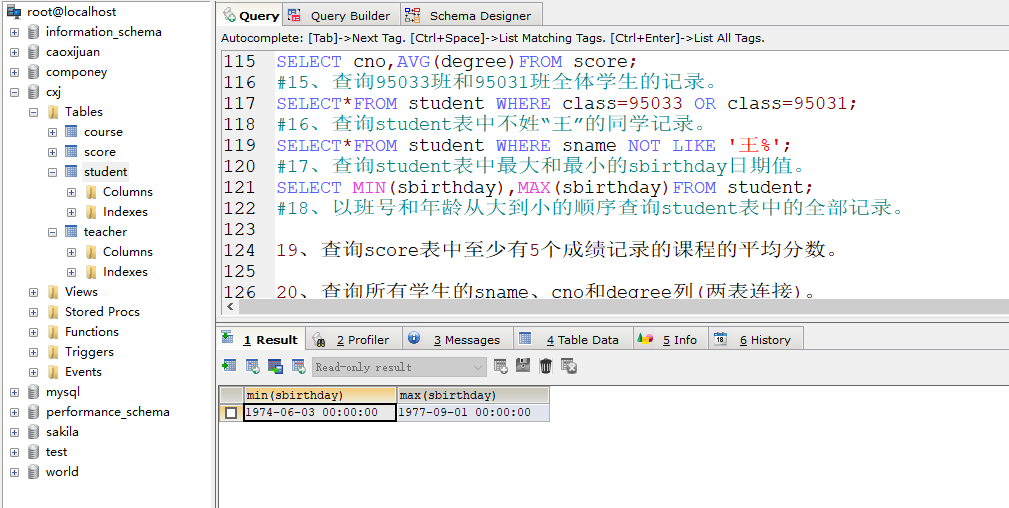 root@localhost
information_schema
caoxijuan
componey
cxj
Tables
course
score
student
Columns
Indexes
teacher
Columns
Indexes
Views
Stored Procs
Functions
Triggers
Events
mysql
performance_schema
sakila
test
world
Query Query Builder Schema Designer
Autocomplete: [Tab]->Next Tag. [Ctrl+Space]->List Matching Tags. [Ctrl+Enter]->List All Tags.
115 SELECT cno,AVG(degree)FROM score;
116 #15、查询95033班和95031班全体学生的记录。
117 SELECT*FROM student WHERE class=95033 OR class=95031;
118 #16、查询student表中不姓“王”的同学记录。
119 SELECT*FROM student WHERE sname NOT LIKE '王%';
120 #17、查询student表中最大和最小的sbirthday日期值。
121 SELECT MIN(sbirthday),MAX(sbirthday)FROM student;
122 #18、以班号和年龄从大到小的顺序查询student表中的全部记录。
123
124 19、查询score表中至少有5个成绩记录的课程的平均分数。
125
126 20、查询所有学生的sname、cno和degree列(两表连接)。
1 Result 2 Profiler 3 Messages 4 Table Data 5 Info 6 History
Read-only result
min(sbirthday) max(sbirthday)
1974-06-03 00:00:00 1977-09-01 00:00:00